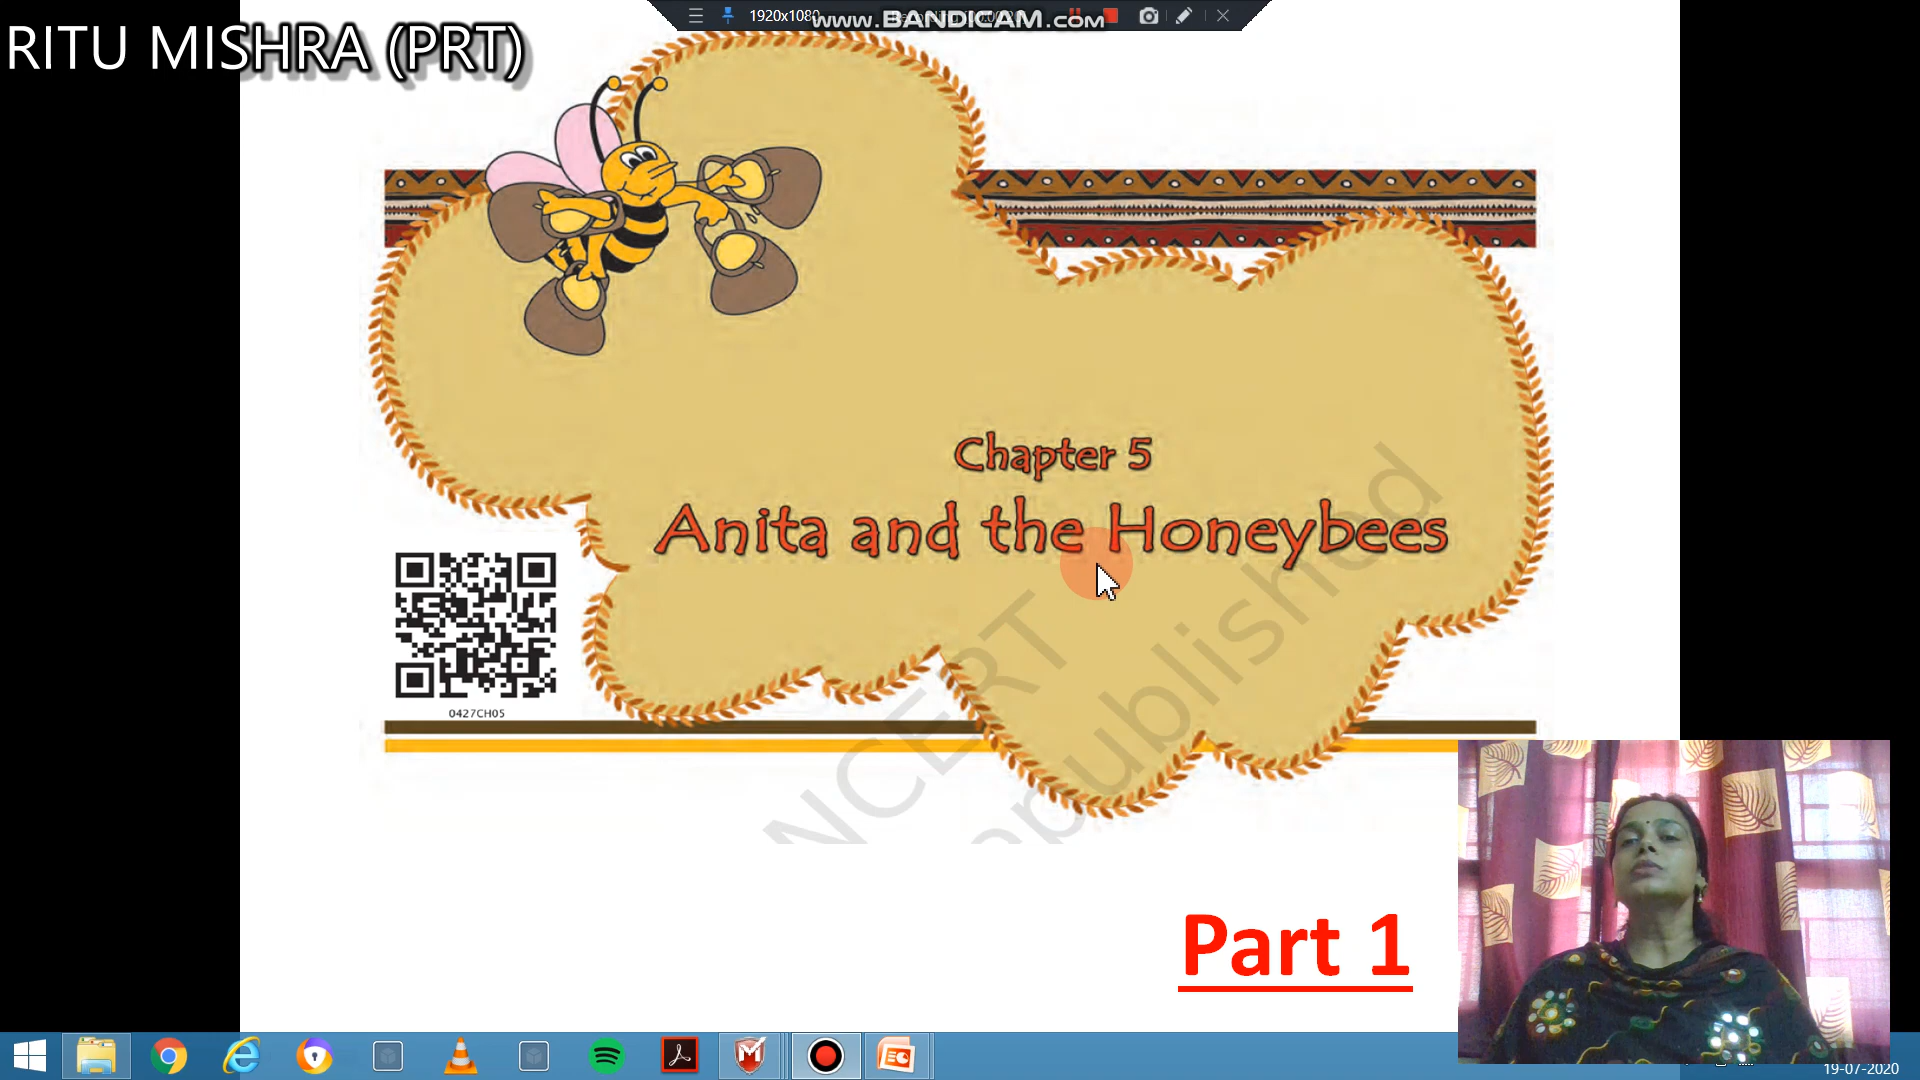 1920x1080
www.BANDICAM.com
RITU MISHRA (PRT)
Chapter 5
Anita and the Honeybees
0427CH05
NCERT
republished
Part 1
19-07-2020